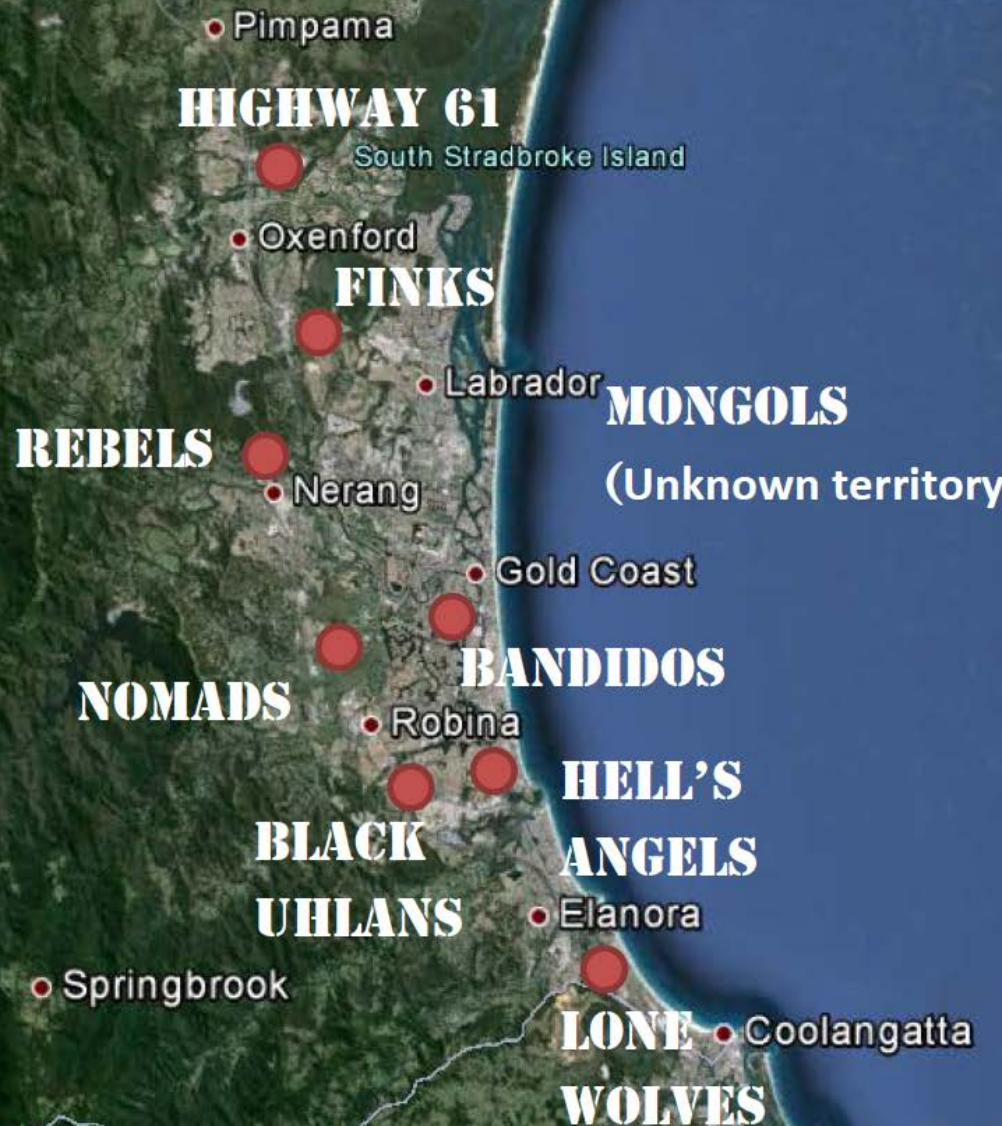 Pimpama
HIGHWAY 61
South Stradbroke Island
Oxenford
FINKS
Labrador
MONGOLS
REBELS
(Unknown territory
Nerang
Gold Coast
BANDIDOS
NOMADS
Robina
HELL'S
ANGELS
BLACK
UHLANS
Elanora
Springbrook
LONE
WOLVES
Coolangatta